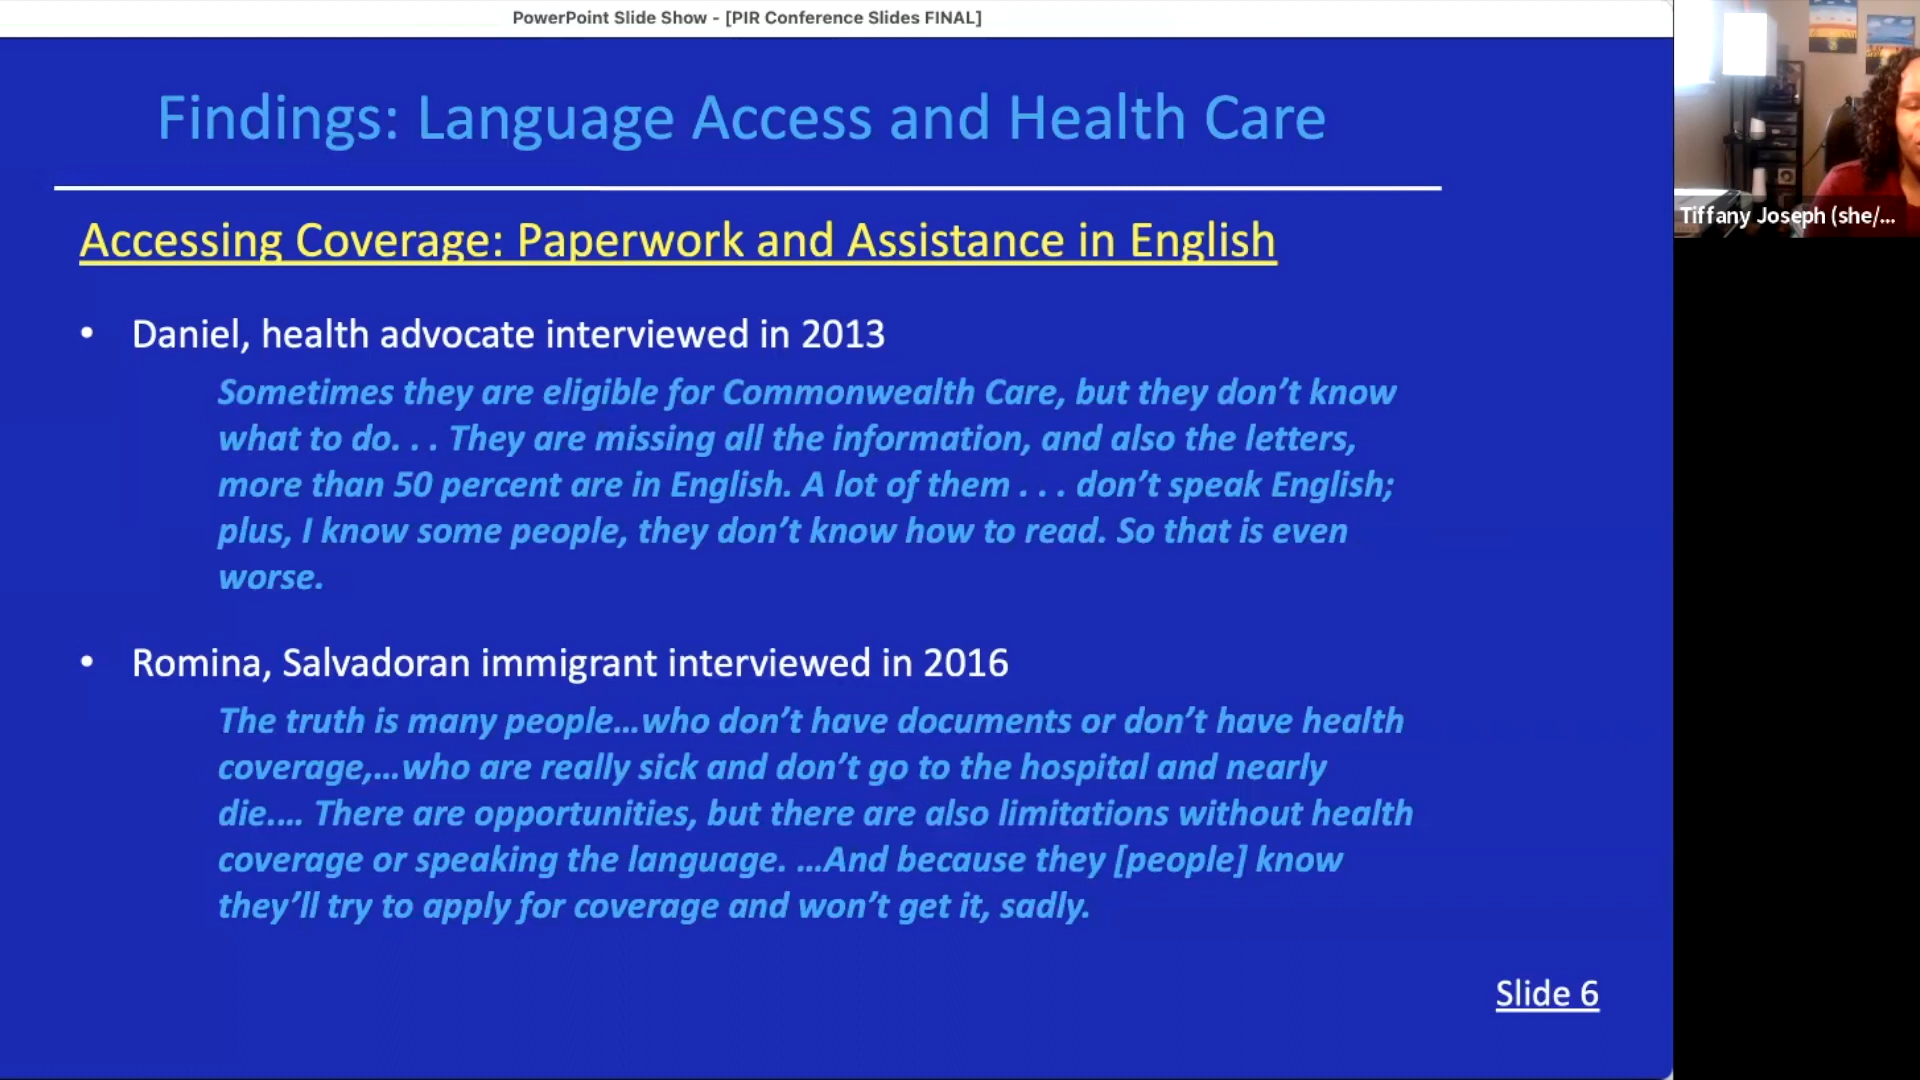 PowerPoint Slide Show - [PIR Conference Slides FINAL]
Findings: Language Access and Health Care
Accessing Coverage: Paperwork and Assistance in English
• Daniel, health advocate interviewed in 2013
Sometimes they are eligible for Commonwealth Care, but they don’t know
what to do. . . They are missing all the information, and also the letters,
more than 50 percent are in English. A lot of them . . . don’t speak English;
plus, I know some people, they don’t know how to read. So that is even
worse.
• Romina, Salvadoran immigrant interviewed in 2016
The truth is many people…who don’t have documents or don’t have health
coverage,…who are really sick and don’t go to the hospital and nearly
die.… There are opportunities, but there are also limitations without health
coverage or speaking the language. …And because they [people] know
they’ll try to apply for coverage and won’t get it, sadly.
Slide 6
Tiffany Joseph (she/...